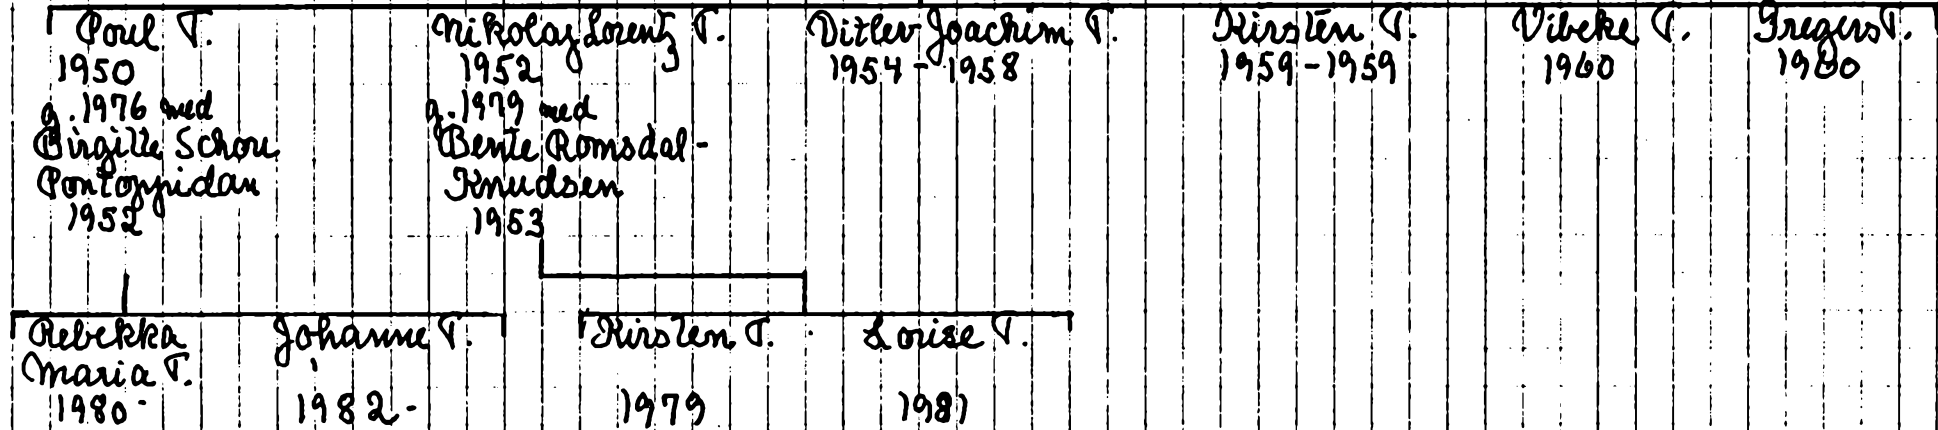 Poul T. Nikolaj Lorentz T. Ditlev Joachim T. Kirsten T. Vibeke T. Gregers T.
1950 1952 1954-1958 1959-1959 1960 1960
g. 1976 med g. 1979 med
Birgitte Schou Bente Romsdal-
Pontoppidan Knudsen
1952 1953
Rebekka Johanne T. Kirsten T. Louise T.
Maria T.
1980- 1982- 1979 1981